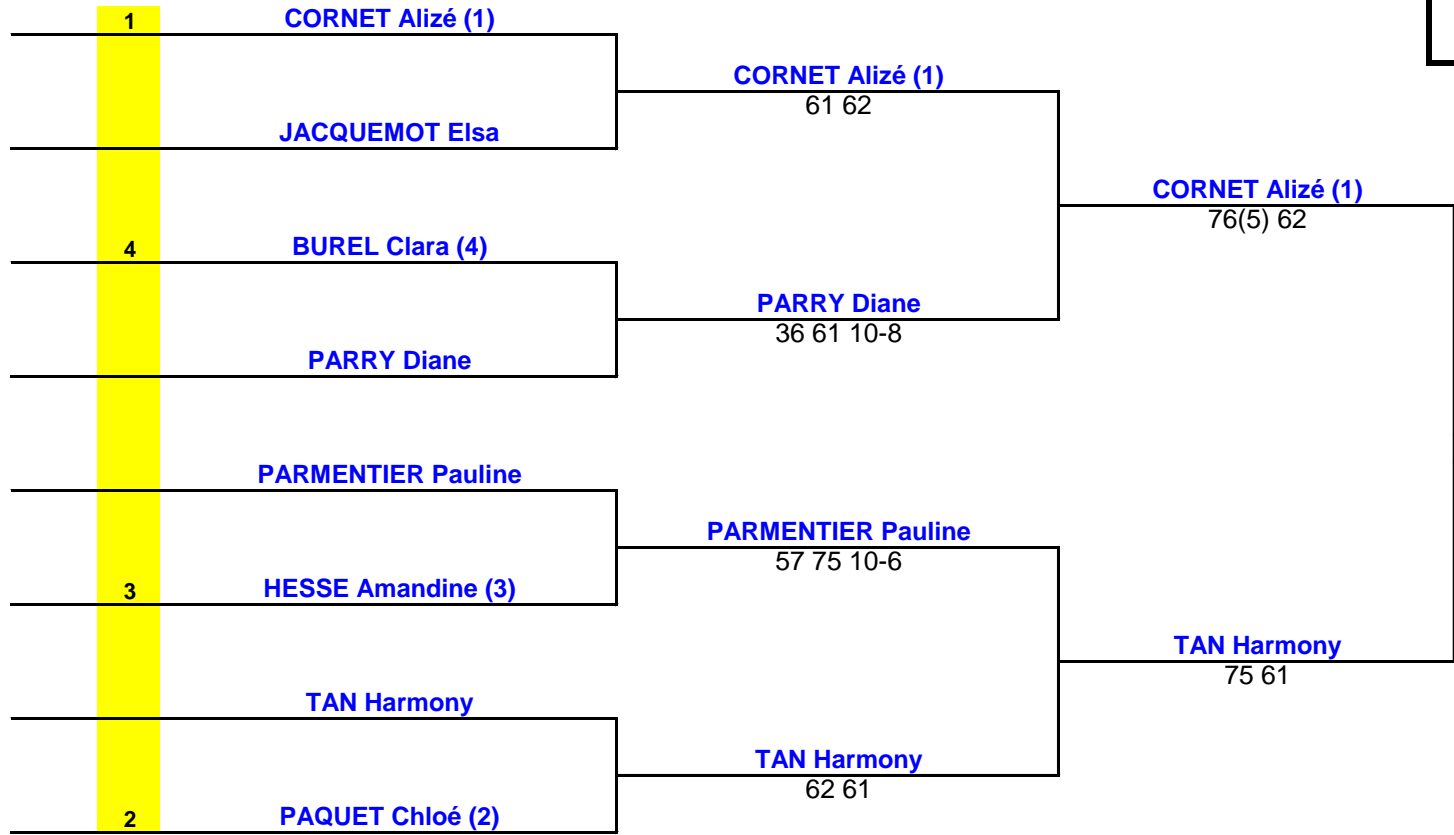 1 CORNET Alizé (1)
CORNET Alizé (1)
61 62
JACQUEMOT Elsa
CORNET Alizé (1)
76(5) 62
4 BUREL Clara (4)
PARRY Diane
36 61 10-8
PARRY Diane
PARMENTIER Pauline
PARMENTIER Pauline
57 75 10-6
3 HESSE Amandine (3)
TAN Harmony
75 61
TAN Harmony
TAN Harmony
62 61
2 PAQUET Chloé (2)